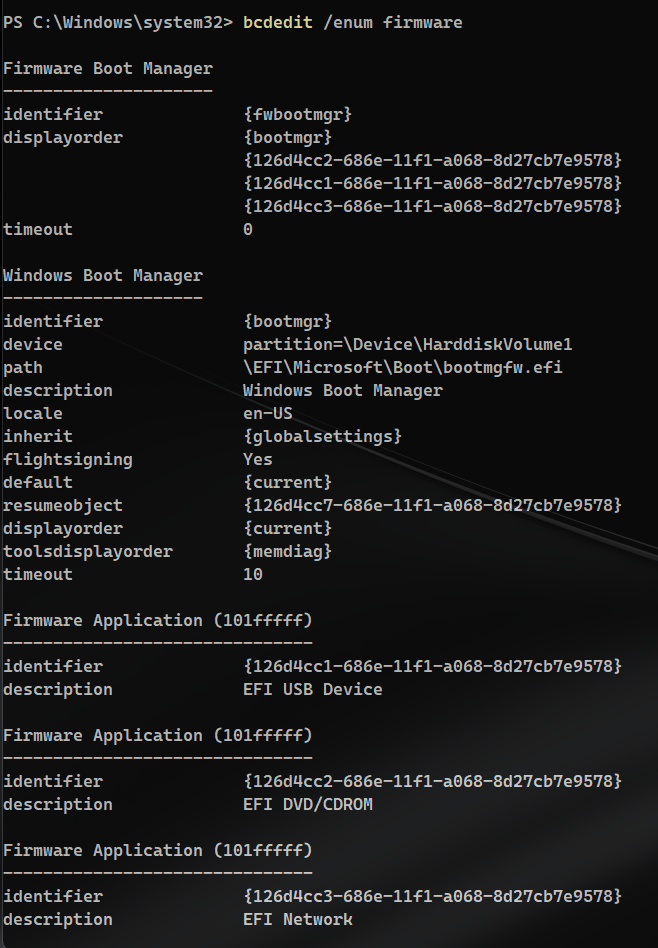 PS C:\Windows\system32> bcdedit /enum firmware
Firmware Boot Manager
---------------------
identifier              {fwbootmgr}
displayorder            {bootmgr}
                        {126d4cc2-686e-11f1-a068-8d27cb7e9578}
                        {126d4cc1-686e-11f1-a068-8d27cb7e9578}
                        {126d4cc3-686e-11f1-a068-8d27cb7e9578}
timeout                 0
Windows Boot Manager
--------------------
identifier              {bootmgr}
device                  partition=\Device\HarddiskVolume1
path                    \EFI\Microsoft\Boot\bootmgfw.efi
description             Windows Boot Manager
locale                  en-US
inherit                 {globalsettings}
flightsigning           Yes
default                 {current}
resumeobject            {126d4cc7-686e-11f1-a068-8d27cb7e9578}
displayorder            {current}
toolsdisplayorder       {memdiag}
timeout                 10
Firmware Application (101fffff)
-------------------------------
identifier              {126d4cc1-686e-11f1-a068-8d27cb7e9578}
description             EFI USB Device
Firmware Application (101fffff)
-------------------------------
identifier              {126d4cc2-686e-11f1-a068-8d27cb7e9578}
description             EFI DVD/CDROM
Firmware Application (101fffff)
-------------------------------
identifier              {126d4cc3-686e-11f1-a068-8d27cb7e9578}
description             EFI Network